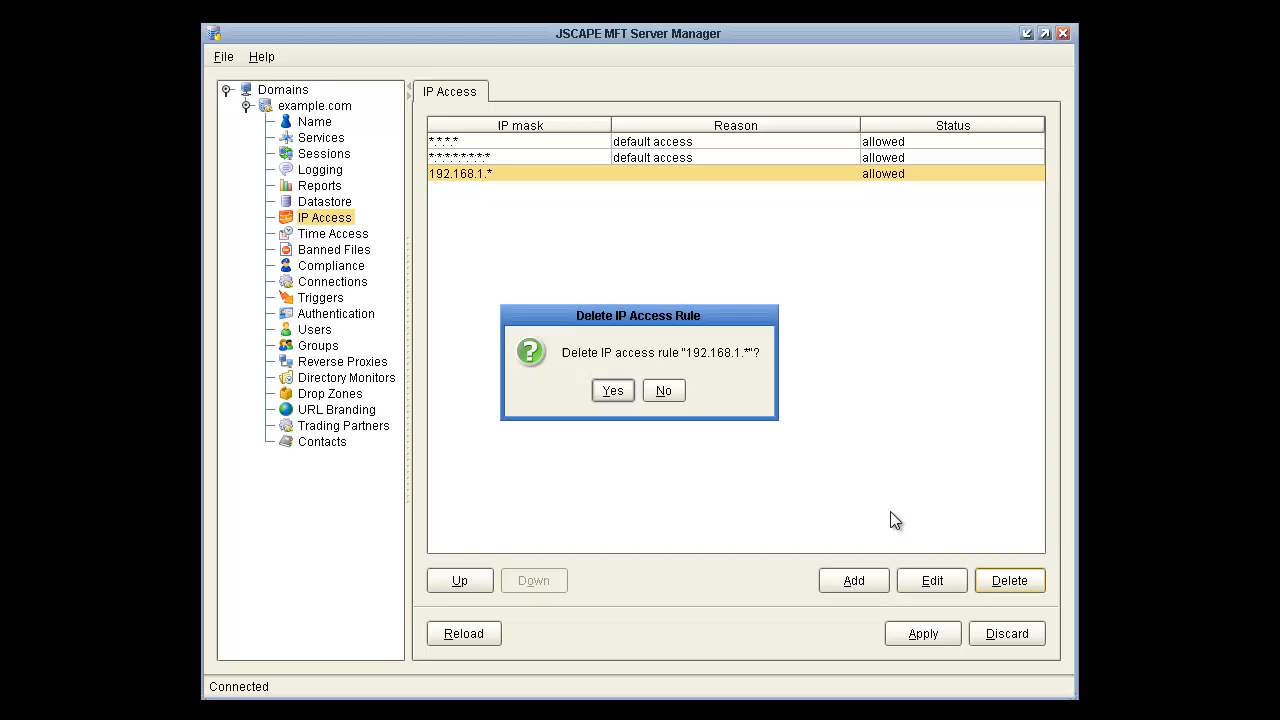 JSCAPE MFT Server Manager
File Help
Domains
example.com
Name
Services
Sessions
Logging
Reports
Datastore
IP Access
Time Access
Banned Files
Compliance
Connections
Triggers
Authentication
Users
Groups
Reverse Proxies
Directory Monitors
Drop Zones
URL Branding
Trading Partners
Contacts
IP Access
IP mask Reason Status
*.*.*.* default access allowed
*:*:*:*:*:*:*:* default access allowed
192.168.1.* allowed
Delete IP Access Rule
Delete IP access rule "192.168.1.*"?
Yes No
Up Down Add Edit Delete
Reload Apply Discard
Connected